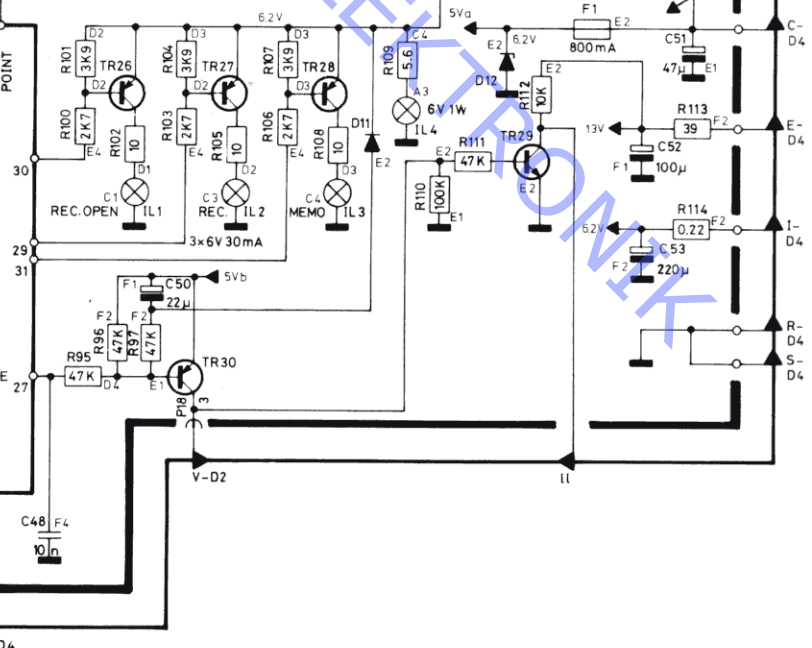 5Va
F1
E2
800mA
C-
D4
C51
47µ
E1
6.2V
R101
3K9
D2
TR26
D2
R100
2K7
E4
R102
10
D1
C1
IL1
REC.OPEN
R104
3K9
D3
TR27
D2
R103
2K7
E4
R105
10
D2
C3
IL2
REC.
R107
3K9
D3
TR28
D3
R106
2K7
E4
R108
10
D3
C4
IL3
MEMO
3×6V 30mA
D11
E2
C4
R109
5.6
A3
6V 1W
IL4
E2
6.2V
D12
E2
R112
10K
TR29
E2
R111
47K
E2
R110
100K
E1
13V
R113
39
F2
C52
F1
100µ
E-
D4
6.2V
R114
0.22
F2
C53
F2
220µ
I-
D4
R-
D4
S-
D4
POINT
30
29
31
E
27
5Vb
F1
C50
22µ
F2
R96
47K
F2
R97
47K
R95
47K
D4
E1
TR30
P18
3
V-D2
II
C48
F4
10n
D4
EKTRONIK